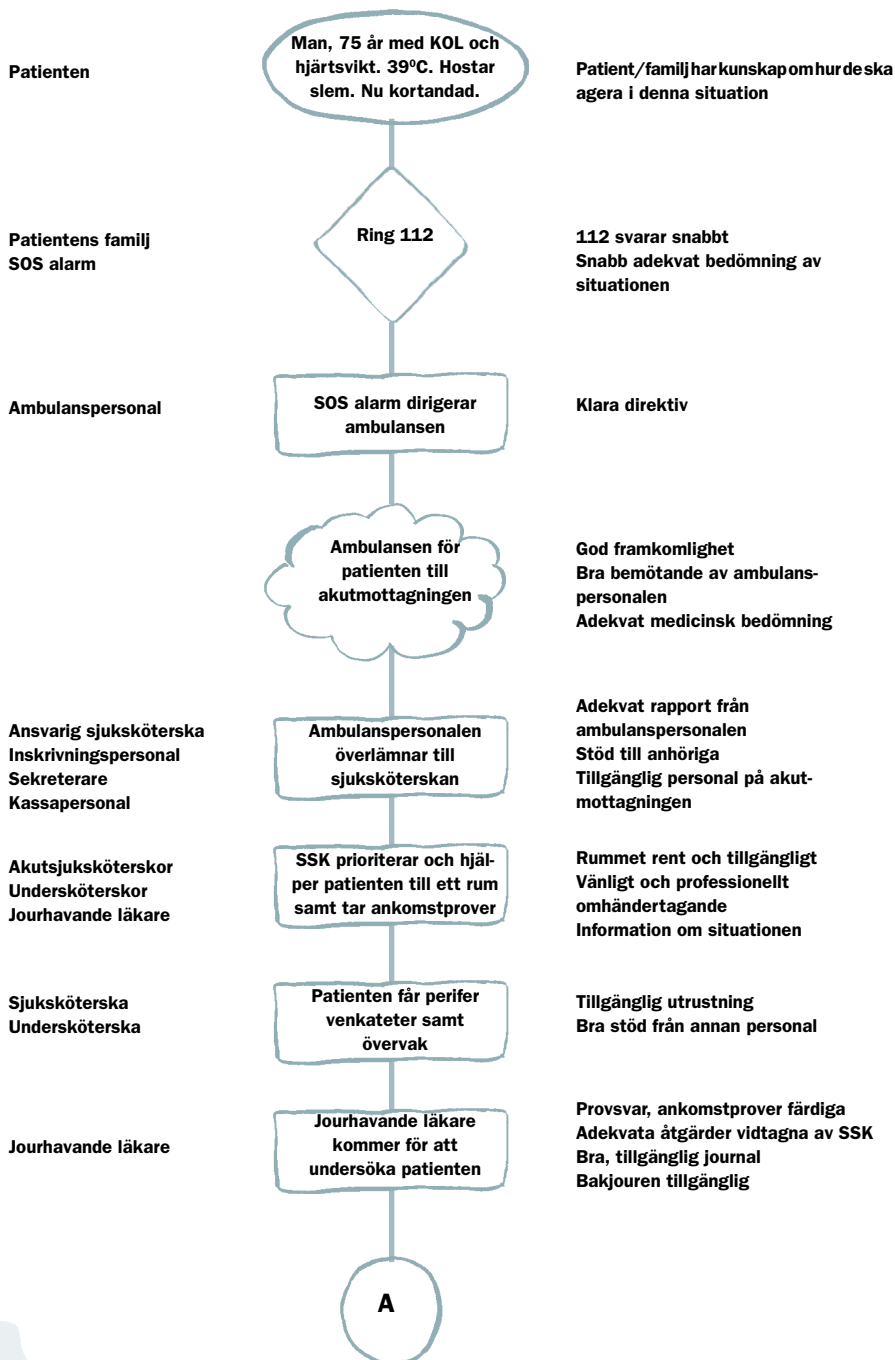 Patienten
Man, 75 år med KOL och
hjärtsvikt. 39ºC. Hostar
slem. Nu kortandad.
Patient/familj har kunskap om hur de ska
agera i denna situation
Patientens familj
SOS alarm
Ring 112
112 svarar snabbt
Snabb adekvat bedömning av
situationen
Ambulanspersonal
SOS alarm dirigerar
ambulansen
Klara direktiv
Ambulansen för
patienten till
akutmottagningen
God framkomlighet
Bra bemötande av ambulans-
personalen
Adekvat medicinsk bedömning
Ansvarig sjuksköterska
Inskrivningspersonal
Sekreterare
Kassapersonal
Ambulanspersonalen
överlämnar till
sjuksköterskan
Adekvat rapport från
ambulanspersonalen
Stöd till anhöriga
Tillgänglig personal på akut-
mottagningen
Akutsjuksköterskor
Undersköterskor
Jourhavande läkare
SSK prioriterar och hjäl-
per patienten till ett rum
samt tar ankomstprover
Rummet rent och tillgängligt
Vänligt och professionellt
omhändertagande
Information om situationen
Sjuksköterska
Undersköterska
Patienten får perifer
venkateter samt
övervak
Tillgänglig utrustning
Bra stöd från annan personal
Jourhavande läkare
Jourhavande läkare
kommer för att
undersöka patienten
Provsvar, ankomstprover färdiga
Adekvata åtgärder vidtagna av SSK
Bra, tillgänglig journal
Bakjouren tillgänglig
A